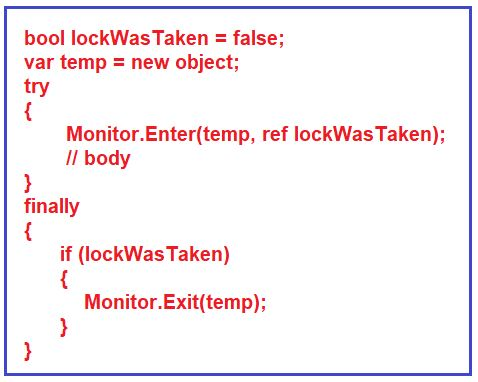 bool lockWasTaken = false;
var temp = new object;
try
{
Monitor.Enter(temp, ref lockWasTaken);
// body
}
finally
{
if (lockWasTaken)
{
Monitor.Exit(temp);
}
}